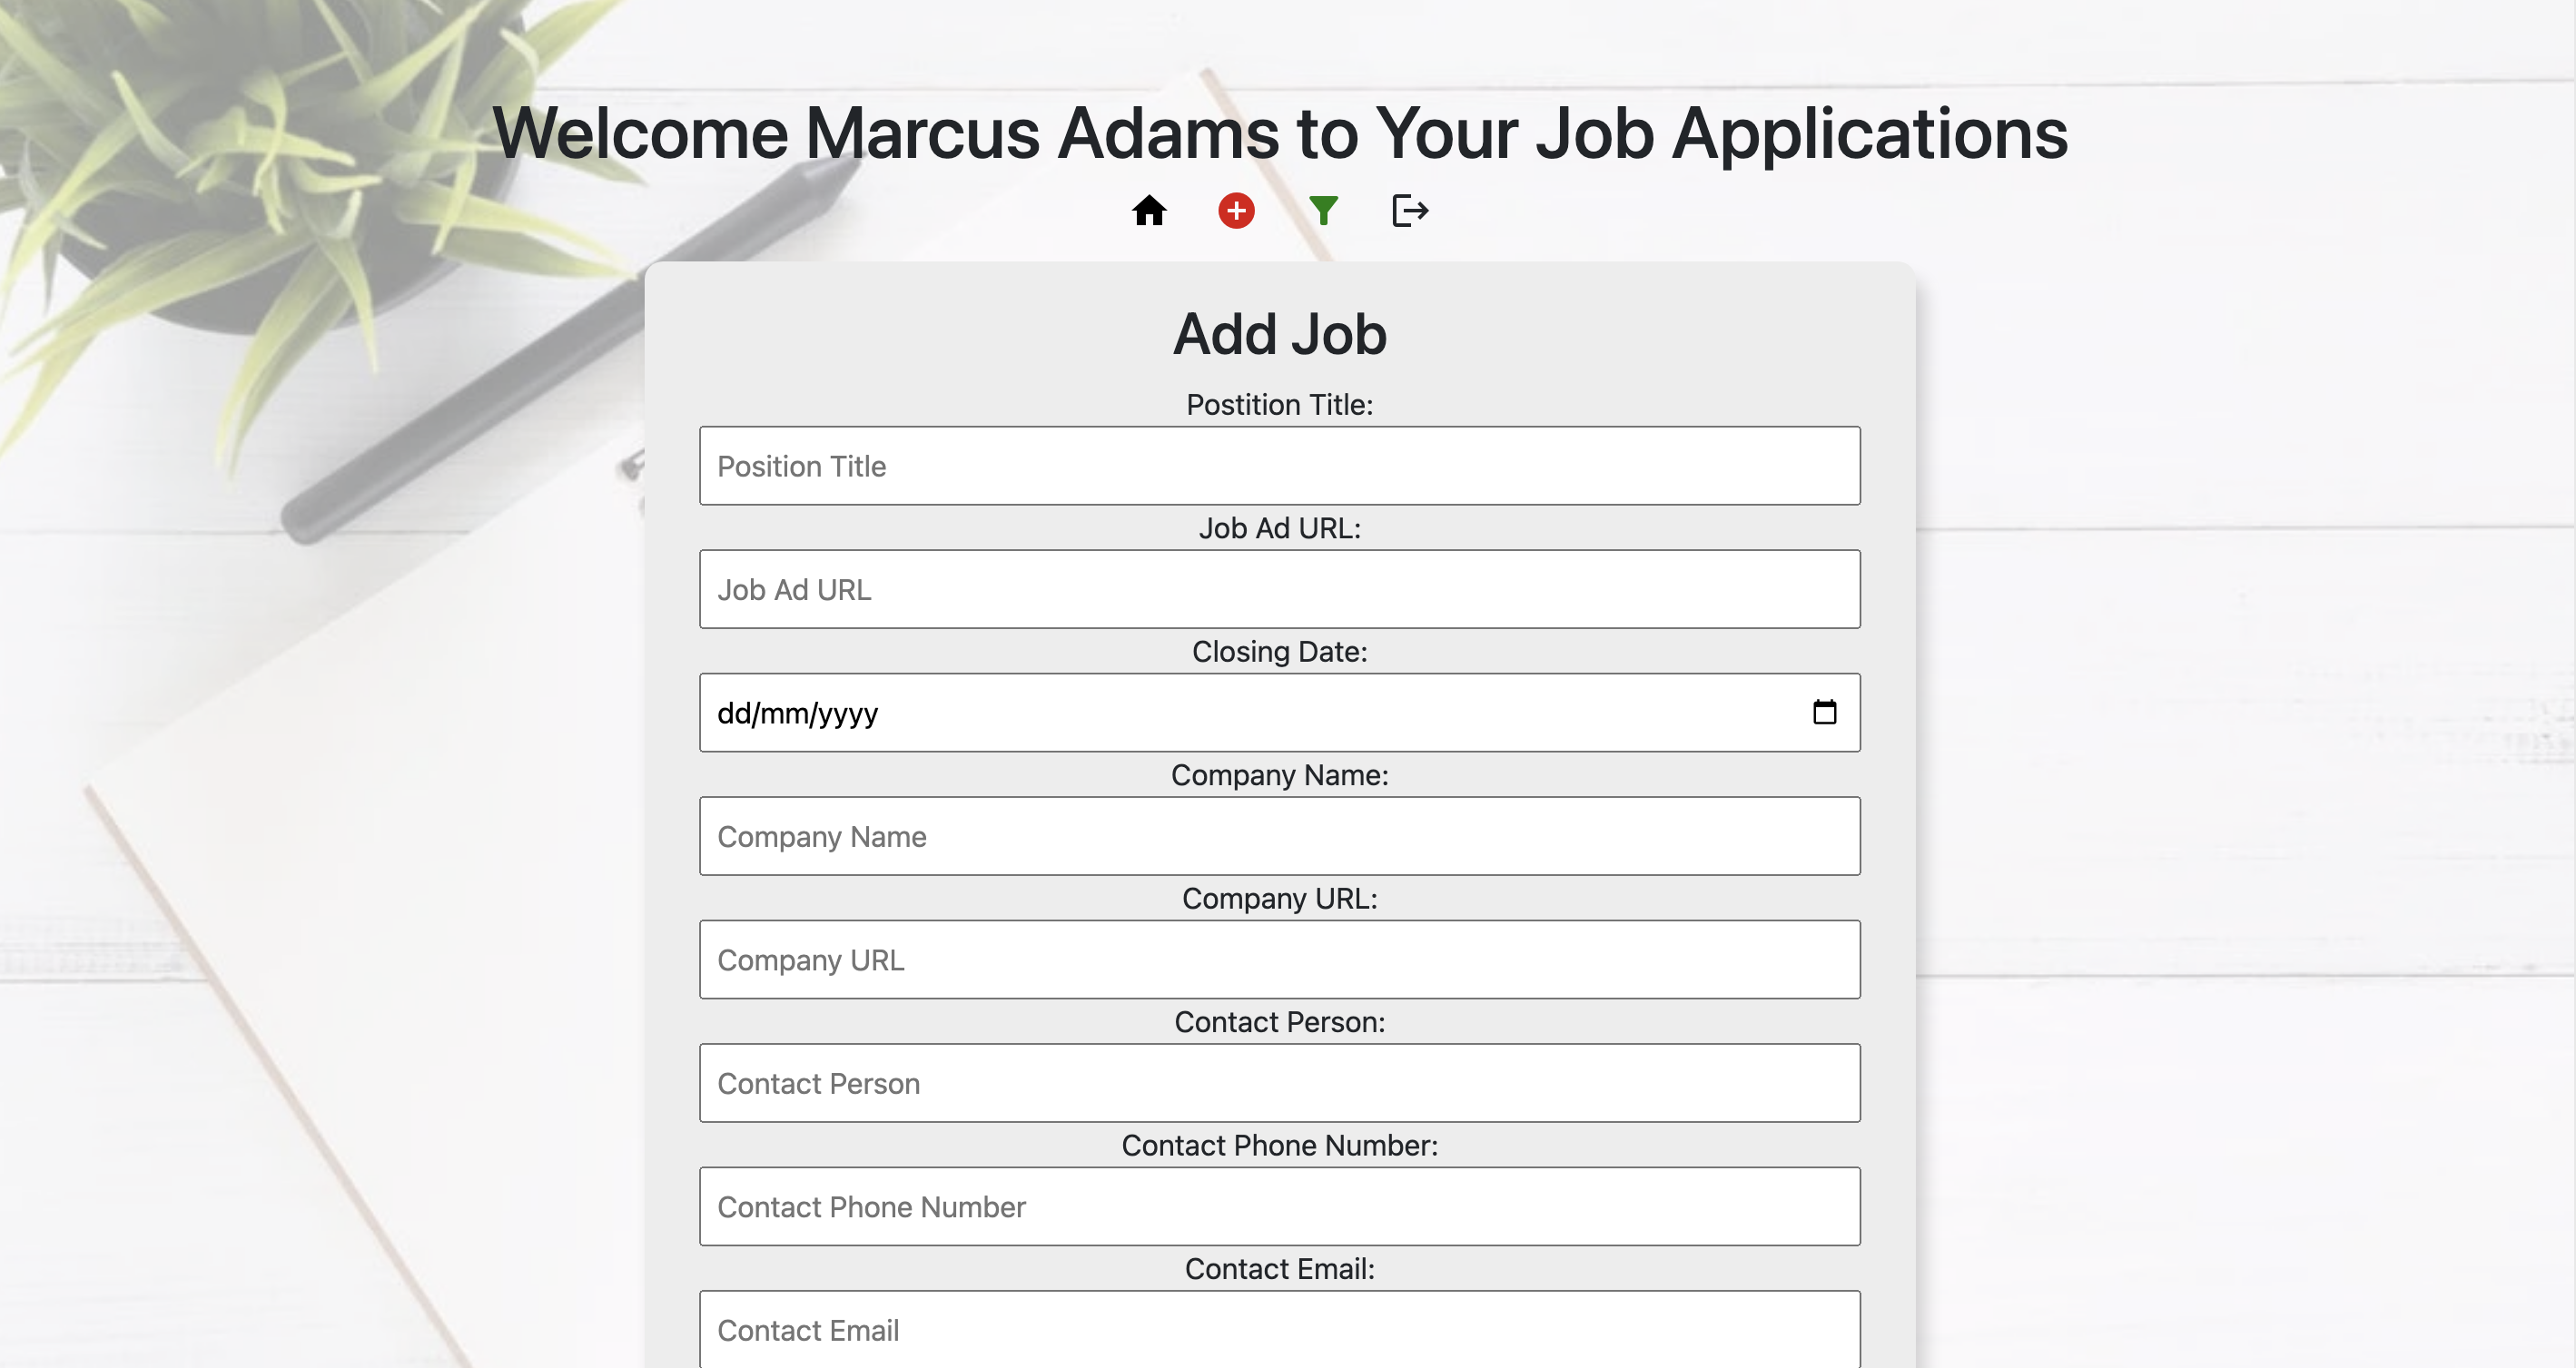 Welcome Marcus Adams to Your Job Applications
Add Job
Postition Title:
Position Title
Job Ad URL:
Job Ad URL
Closing Date:
dd/mm/yyyy
Company Name:
Company Name
Company URL:
Company URL
Contact Person:
Contact Person
Contact Phone Number:
Contact Phone Number
Contact Email:
Contact Email